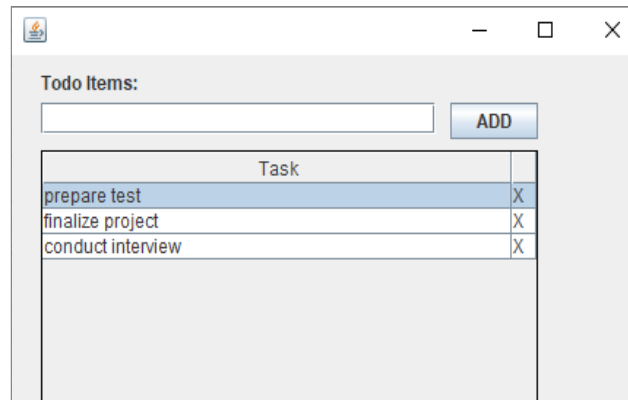 Todo Items:
ADD
Task
prepare test X
finalize project X
conduct interview X